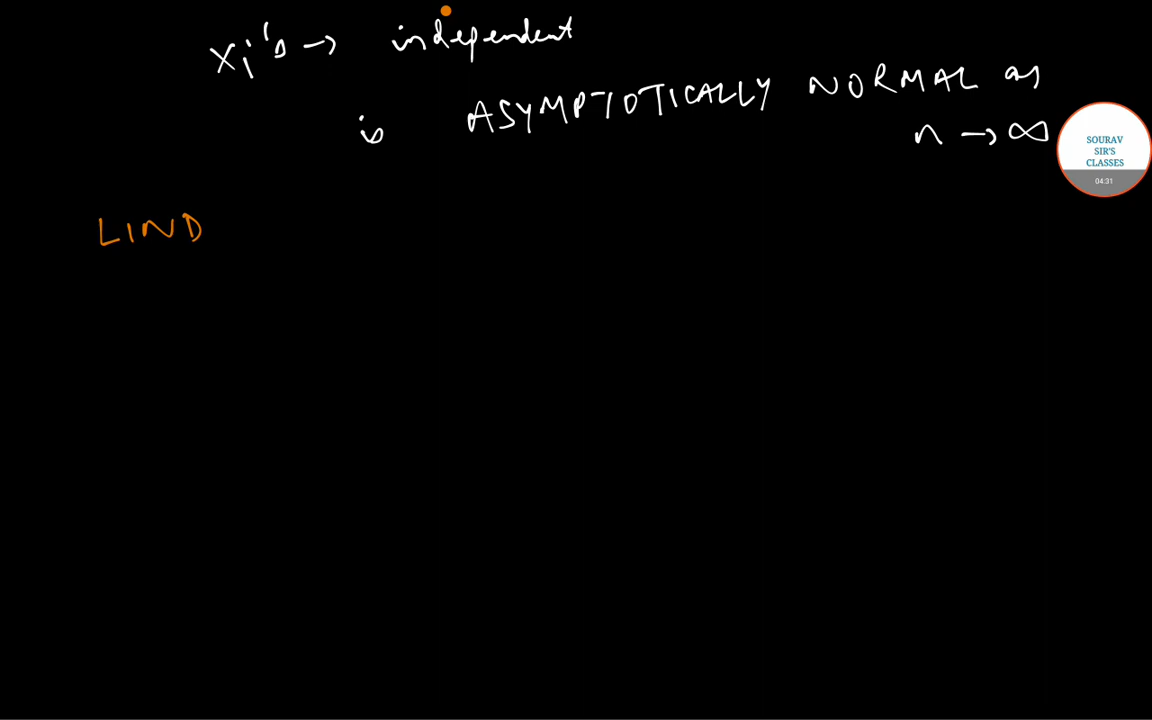 Xi's → independent
is ASYMPTOTICALLY NORMAL as
n → ∞
SOURAV
SIR'S
CLASSES
04:31
LIND